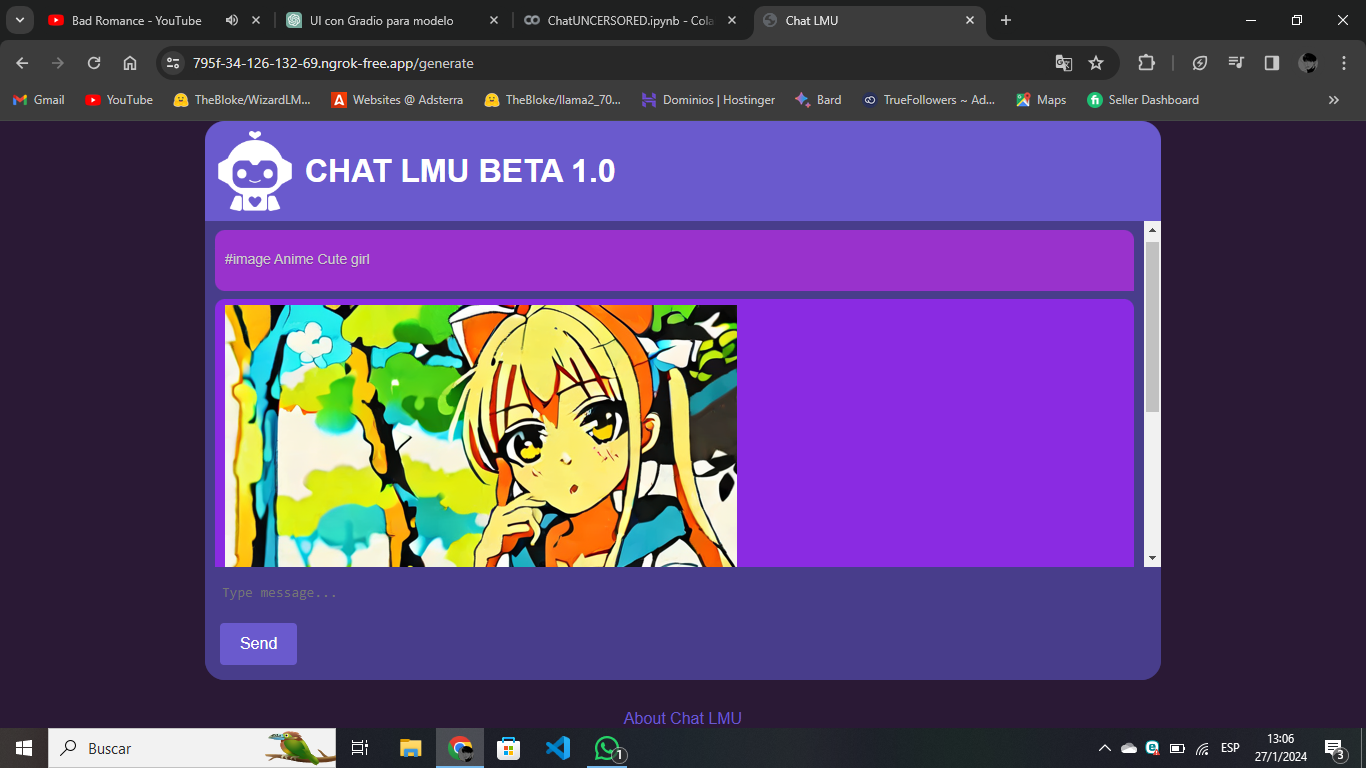 Bad Romance - YouTube
UI con Gradio para modelo
ChatUNCERSORED.ipynb - Cola
Chat LMU
795f-34-126-132-69.ngrok-free.app/generate
Gmail
YouTube
TheBloke/WizardLM...
Websites @ Adsterra
TheBloke/llama2_70...
Dominios | Hostinger
Bard
TrueFollowers ~ Ad...
Maps
Seller Dashboard
CHAT LMU BETA 1.0
#image Anime Cute girl
Type message...
Send
About Chat LMU
Buscar
1
ESP
13:06
27/1/2024
3